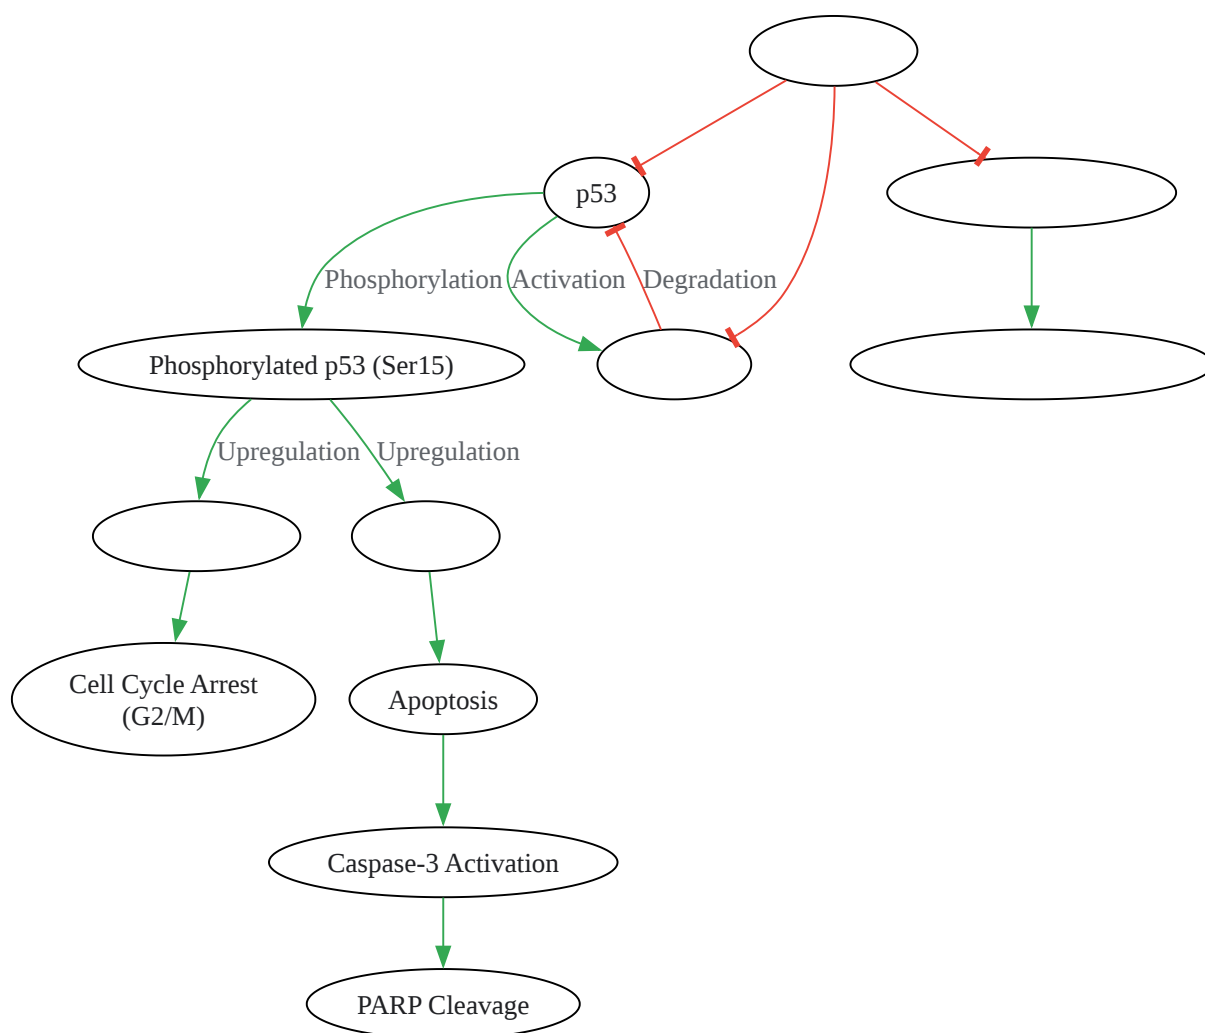 p53
Phosphorylation
Activation
Degradation
Phosphorylated p53 (Ser15)
Upregulation
Upregulation
Cell Cycle Arrest
(G2/M)
Apoptosis
Caspase-3 Activation
PARP Cleavage